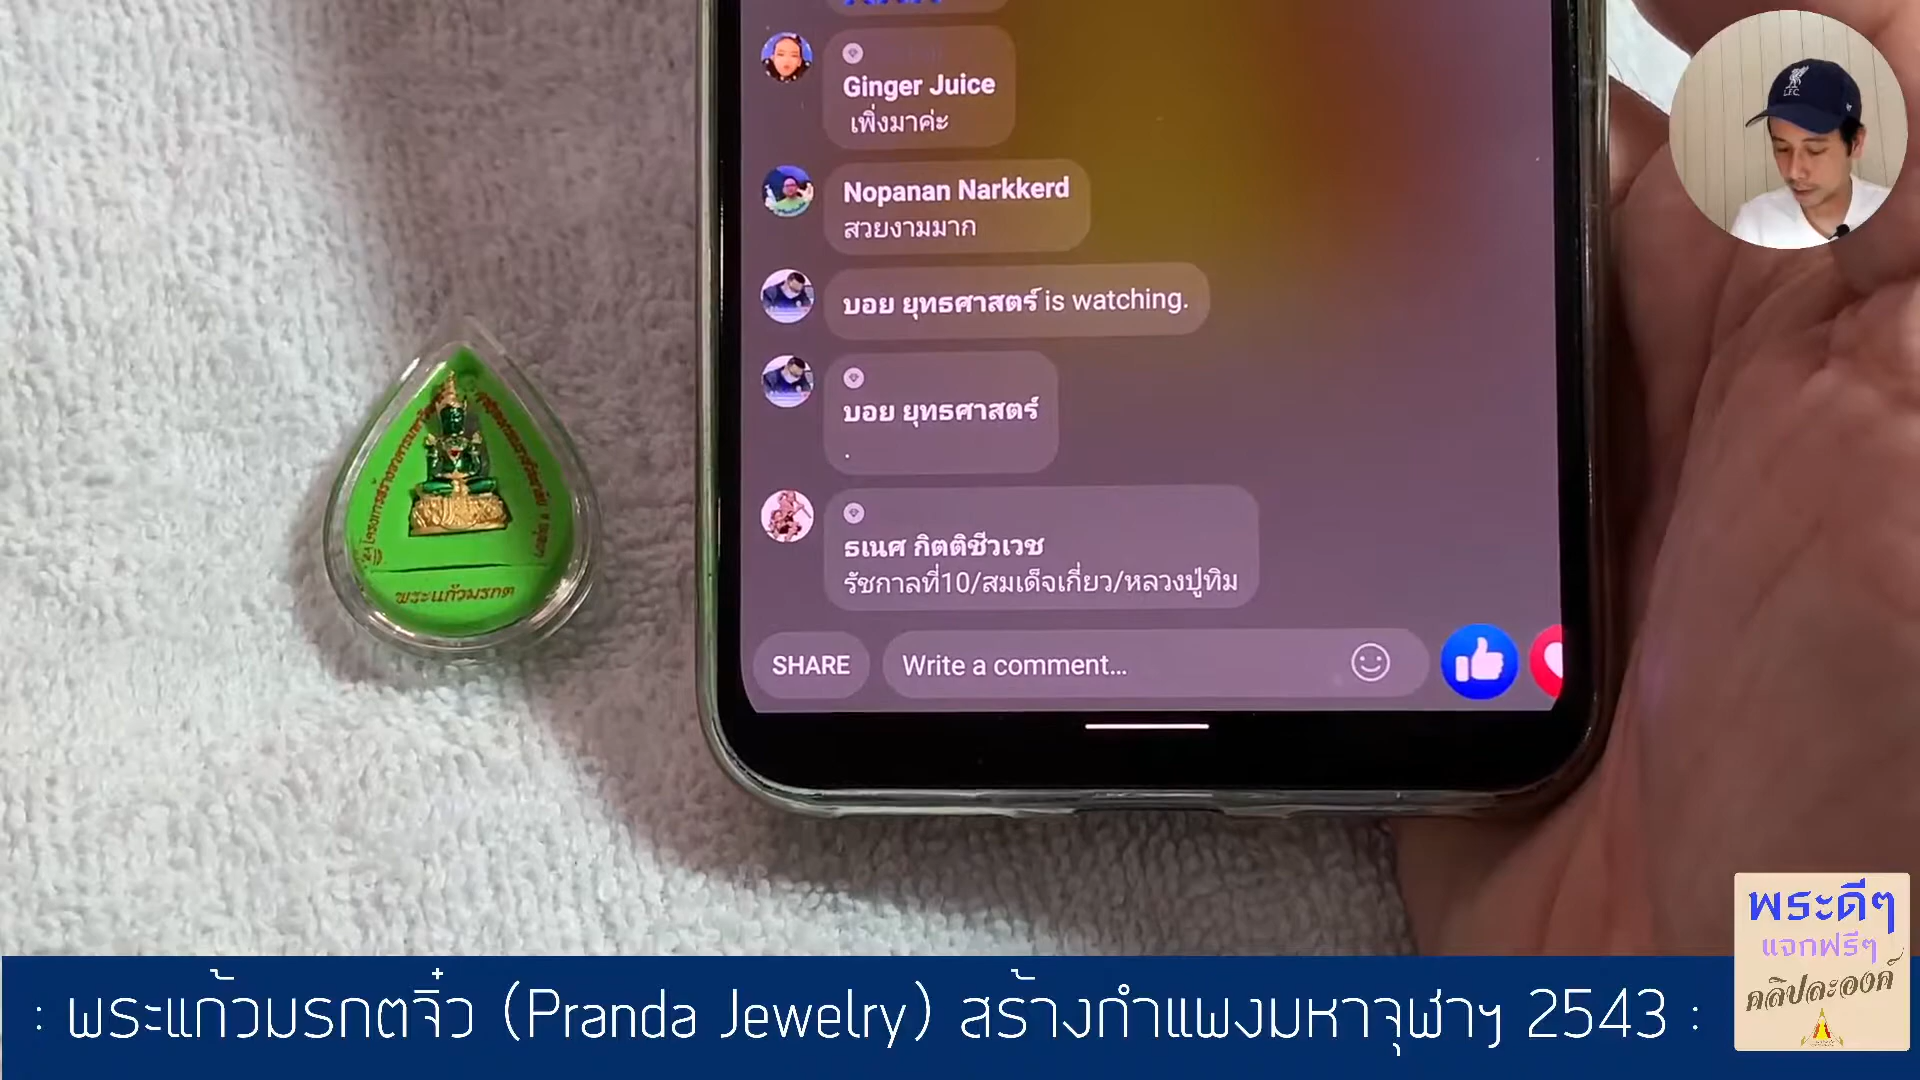 Ginger Juice
เพิ่งมาค่ะ
Nopanan Narkkerd
สวยงามมาก
บอย ยุทธศาสตร์ is watching.
บอย ยุทธศาสตร์
.
ธเนศ กิตติชีวเวช
รัชกาลที่10/สมเด็จเกี่ยว/หลวงปู่ทิม
SHARE
Write a comment...
LFC
พระแก้วมรกต
พระดีๆ
แจกฟรีๆ
คลิปละองค์
: พระแก้วมรกตจิ๋ว (Pranda Jewelry) สร้างกำแพงมหาจุฬาฯ 2543 :